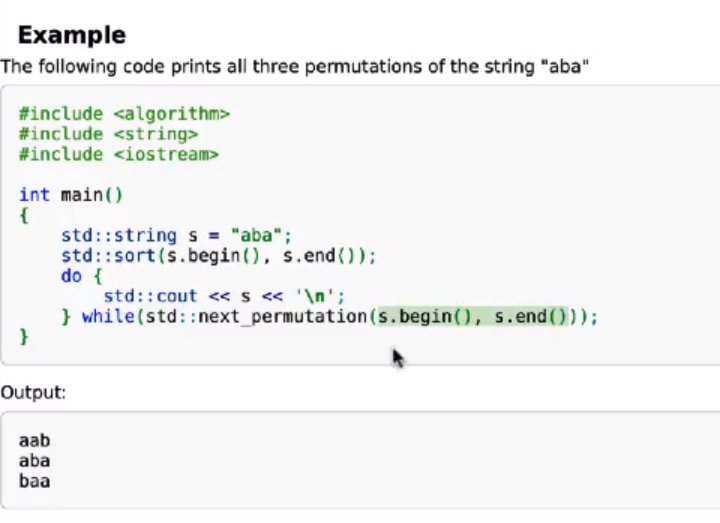 Example
The following code prints all three permutations of the string "aba"
#include <algorithm>
#include <string>
#include <iostream>

int main()
{
    std::string s = "aba";
    std::sort(s.begin(), s.end());
    do {
        std::cout << s << '\n';
    } while(std::next_permutation(s.begin(), s.end()));
}
Output:
aab
aba
baa